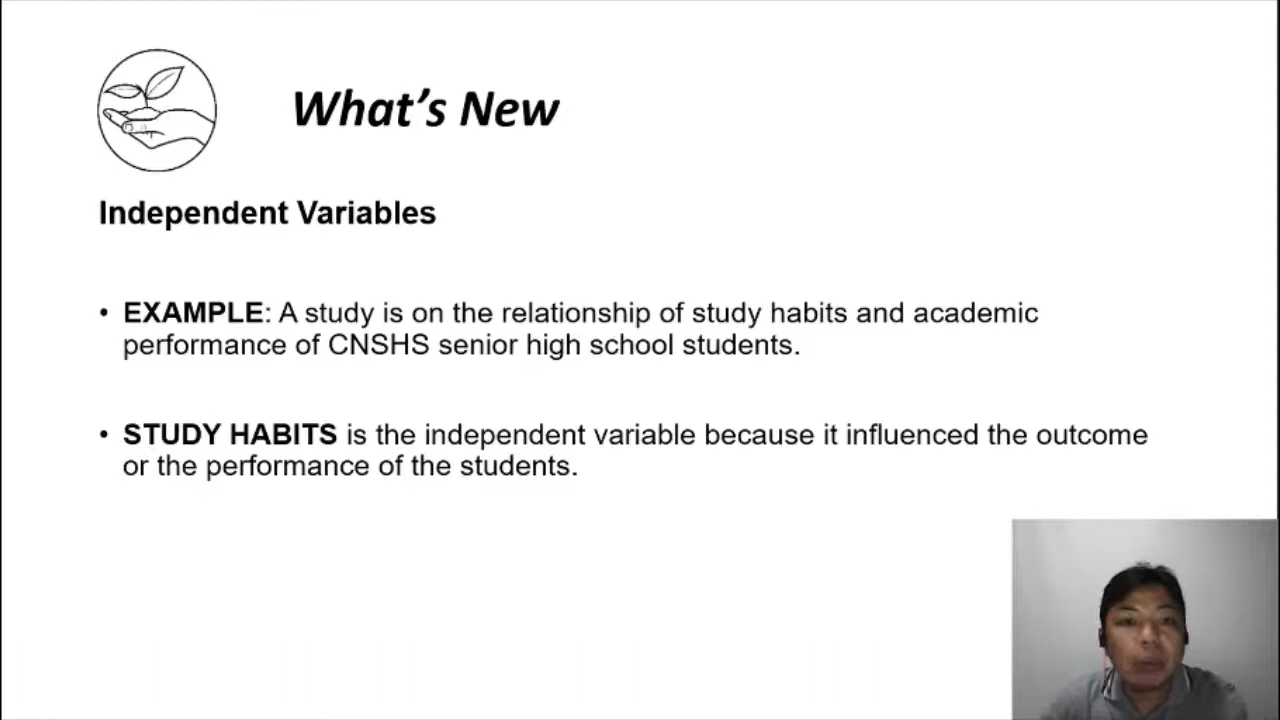 What's New
Independent Variables
• EXAMPLE: A study is on the relationship of study habits and academic
performance of CNSHS senior high school students.
• STUDY HABITS is the independent variable because it influenced the outcome
or the performance of the students.